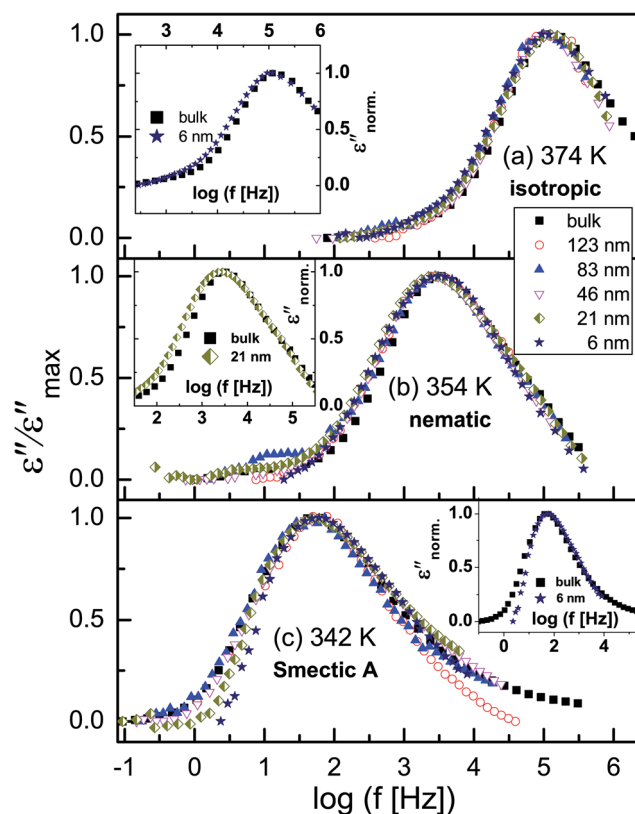 3 4 5 6
1.0
0.5
0.0
1.0
0.5
0.0
ε''norm.
bulk
6 nm
log (f [Hz])
(a) 374 K
isotropic
bulk
123 nm
83 nm
46 nm
21 nm
6 nm
ε''/ε''max
1.0
0.5
0.0
1.0
0.5
0.0
ε''norm.
bulk
21 nm
log (f [Hz])
2 3 4 5
(b) 354 K
nematic
1.0
0.5
0.0
1.0
0.5
0.0
ε''norm.
bulk
6 nm
log (f [Hz])
0 2 4
(c) 342 K
Smectic A
-1 0 1 2 3 4 5 6
log (f [Hz])